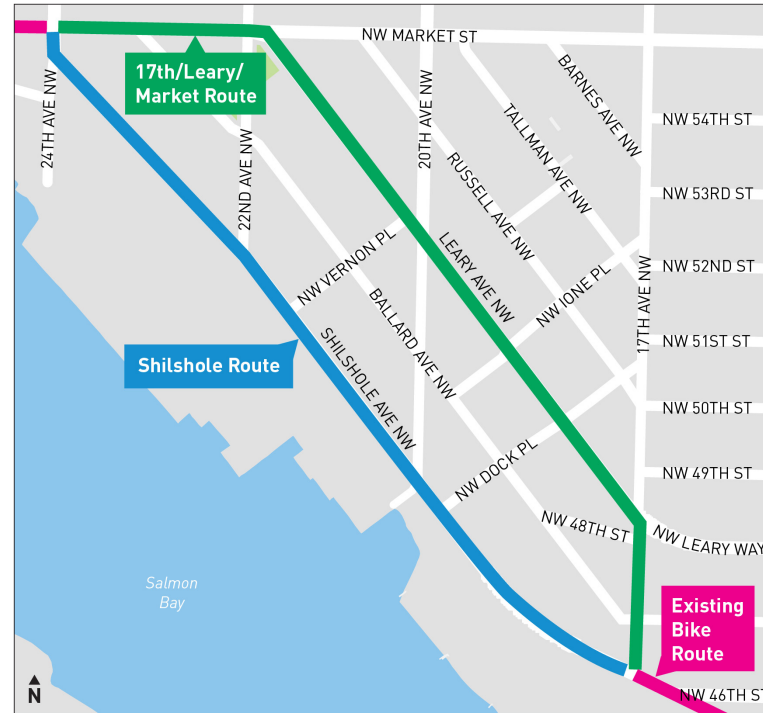 NW MARKET ST
17th/Leary/
Market Route
24TH AVE NW
22ND AVE NW
20TH AVE NW
BARNES AVE NW
TALLMAN AVE NW
RUSSELL AVE NW
NW 54TH ST
NW 53RD ST
NW 52ND ST
NW 51ST ST
NW 50TH ST
NW 49TH ST
17TH AVE NW
NW VERNON PL
LEARY AVE NW
NW IONE PL
BALLARD AVE NW
SHILSHOLE AVE NW
Shilshole Route
NW DOCK PL
NW 48TH ST
NW LEARY WAY
Salmon
Bay
Existing
Bike
Route
NW 46TH ST
N